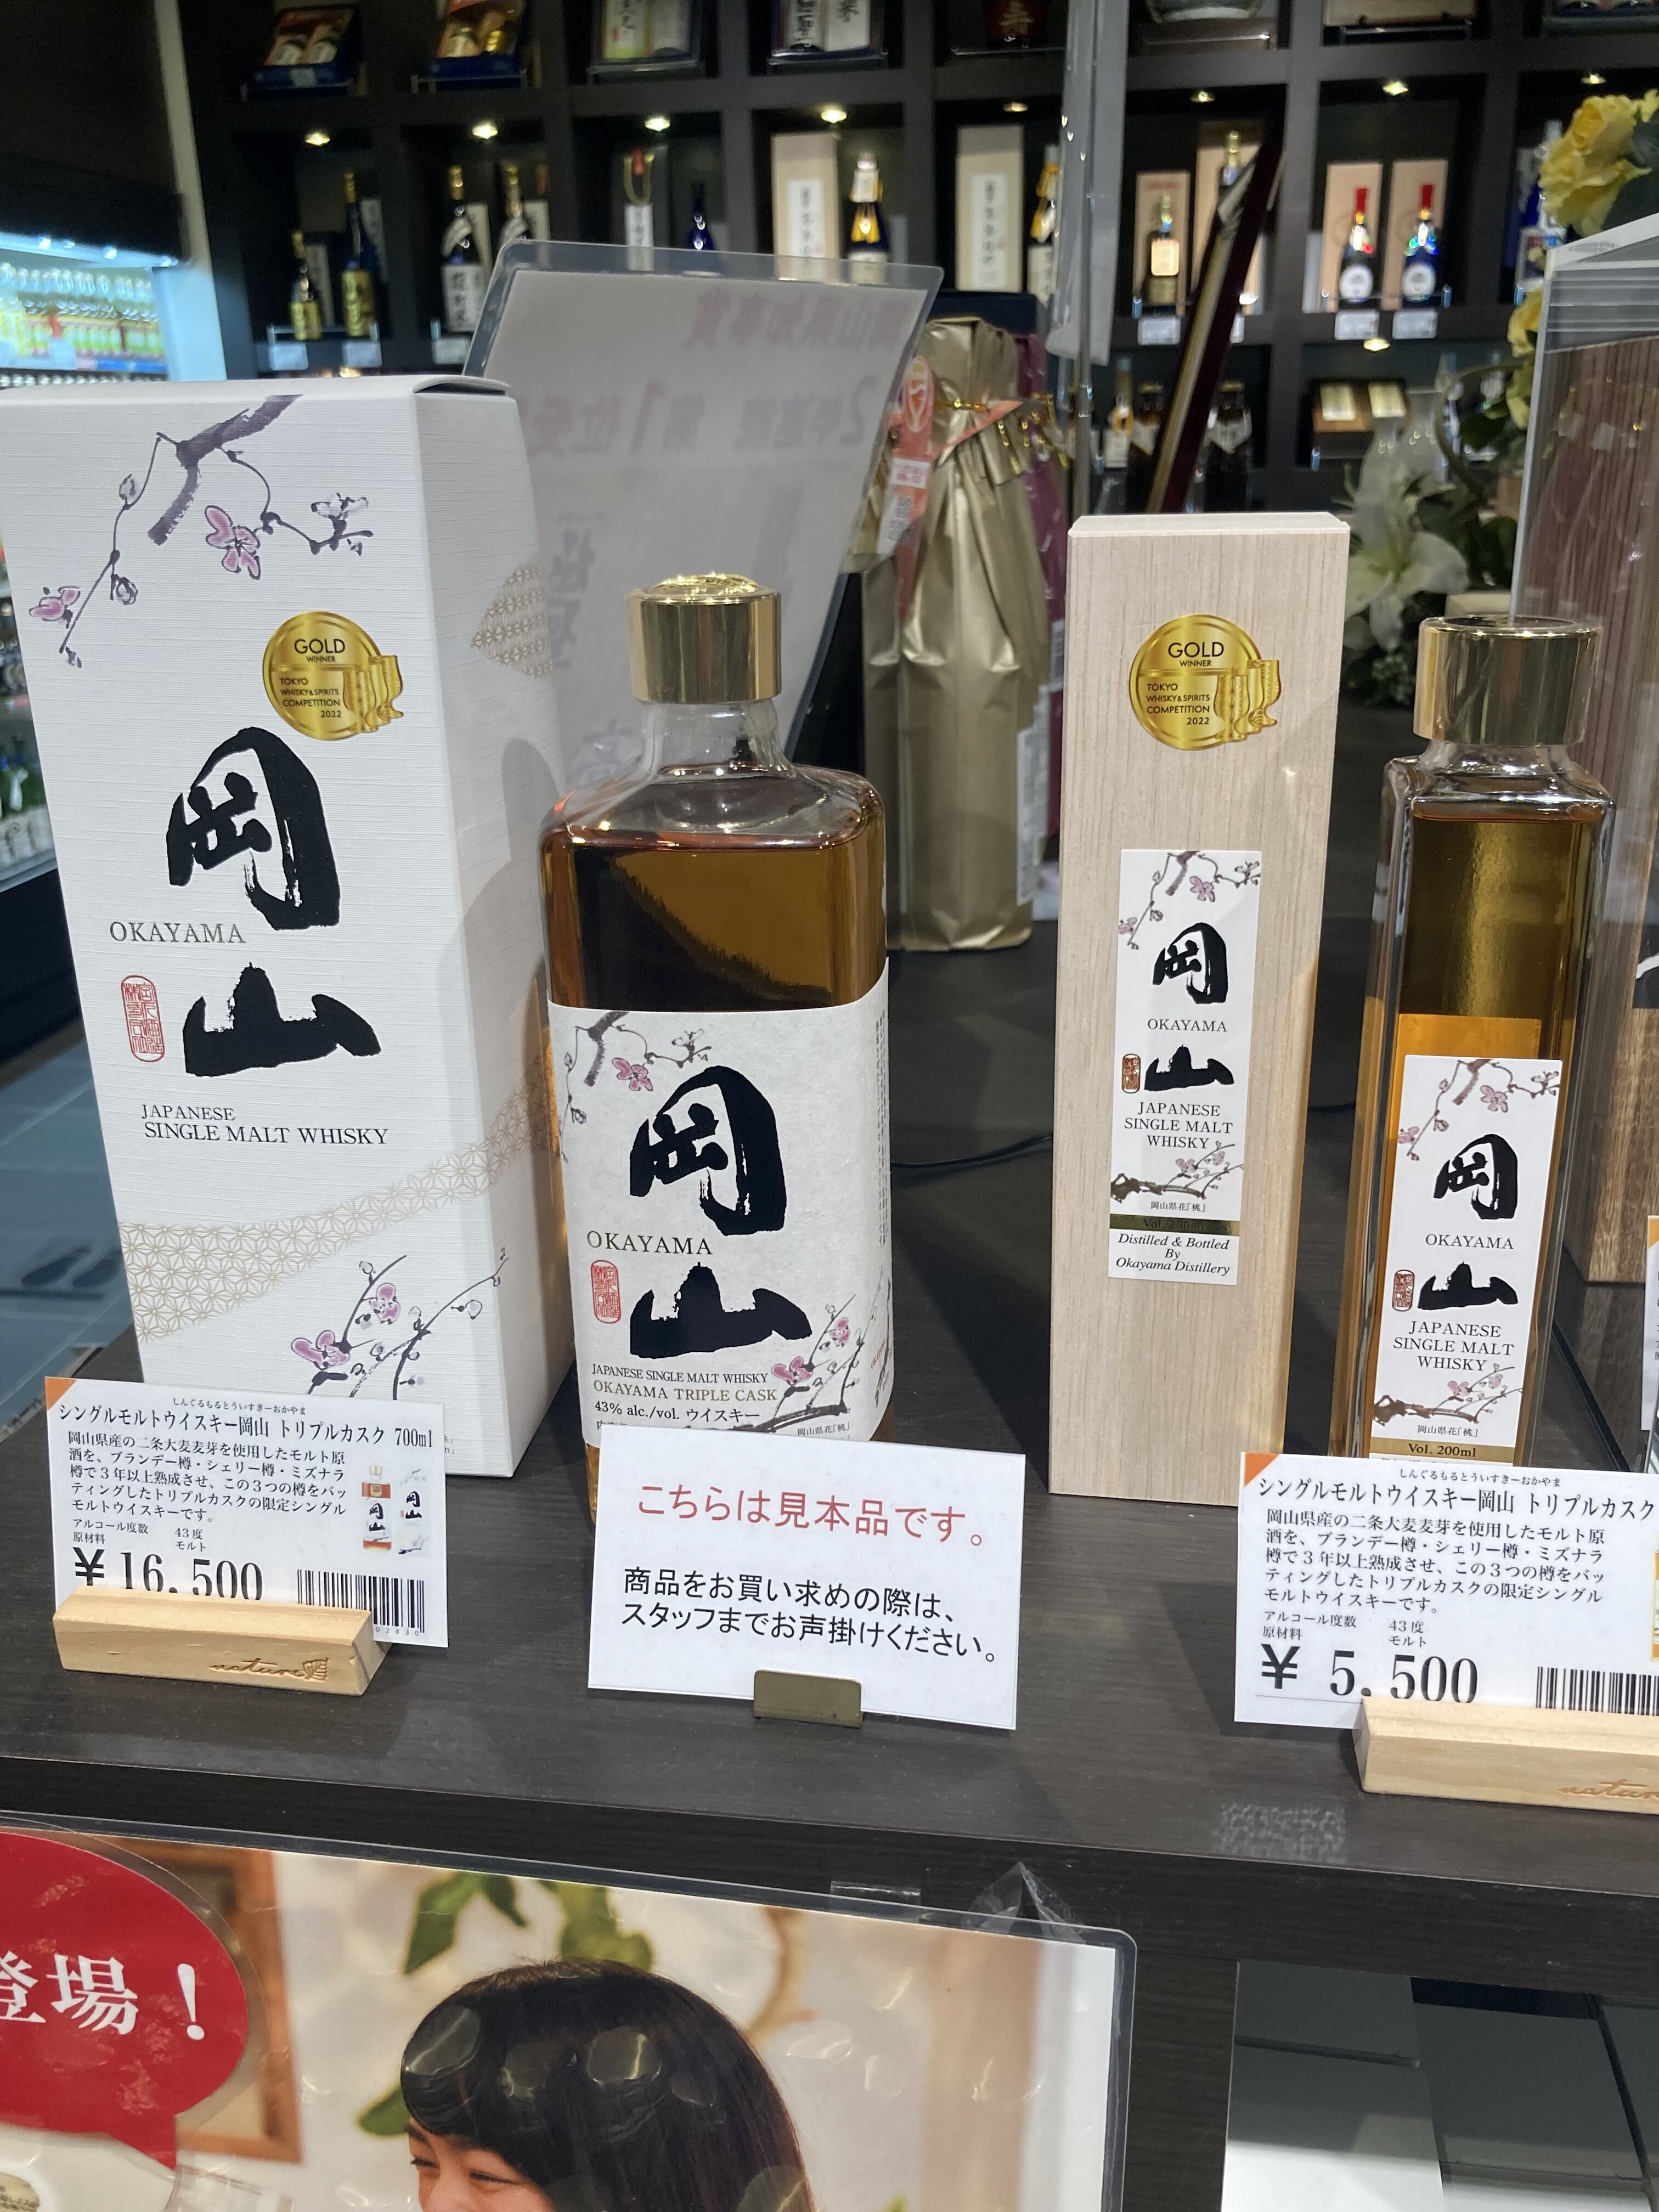 GOLD
WINNER
TOKYO
WHISKY&SPIRITS
COMPETITION
2022
岡
OKAYAMA
山
JAPANESE
SINGLE MALT WHISKY
岡
OKAYAMA
山
JAPANESE SINGLE MALT WHISKY
OKAYAMA TRIPLE CASK
43% alc./vol. ウイスキー
岡山県花「桃」
GOLD
WINNER
TOKYO
WHISKY&SPIRITS
COMPETITION
2022
岡
OKAYAMA
山
JAPANESE
SINGLE MALT
WHISKY
岡山県花「桃」
Vol. 200ml
Distilled & Bottled
By
Okayama Distillery
岡
OKAYAMA
山
JAPANESE
SINGLE MALT
WHISKY
岡山県花「桃」
Vol. 200ml
しんぐるもるとういすきーおかやま
シングルモルトウイスキー岡山 トリプルカスク 700ml
岡山県産の二条大麦麦芽を使用したモルト原
酒を、ブランデー樽・シェリー樽・ミズナラ
樽で3年以上熟成させ、この3つの樽をバッ
ティングしたトリプルカスクの限定シングル
モルトウイスキーです。
アルコール度数 43度
原材料 モルト
¥16,500
こちらは見本品です。
商品をお買い求めの際は、
スタッフまでお声掛けください。
しんぐるもるとういすきーおかやま
シングルモルトウイスキー岡山 トリプルカスク
岡山県産の二条大麦麦芽を使用したモルト原
酒を、ブランデー樽・シェリー樽・ミズナラ
樽で3年以上熟成させ、この3つの樽をバッ
ティングしたトリプルカスクの限定シングル
モルトウイスキーです。
アルコール度数 43度
原材料 モルト
¥ 5,500
nature
登場！